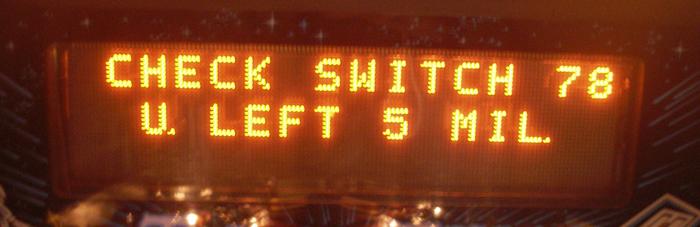 CHECK SWITCH 78
U. LEFT 5 MIL.